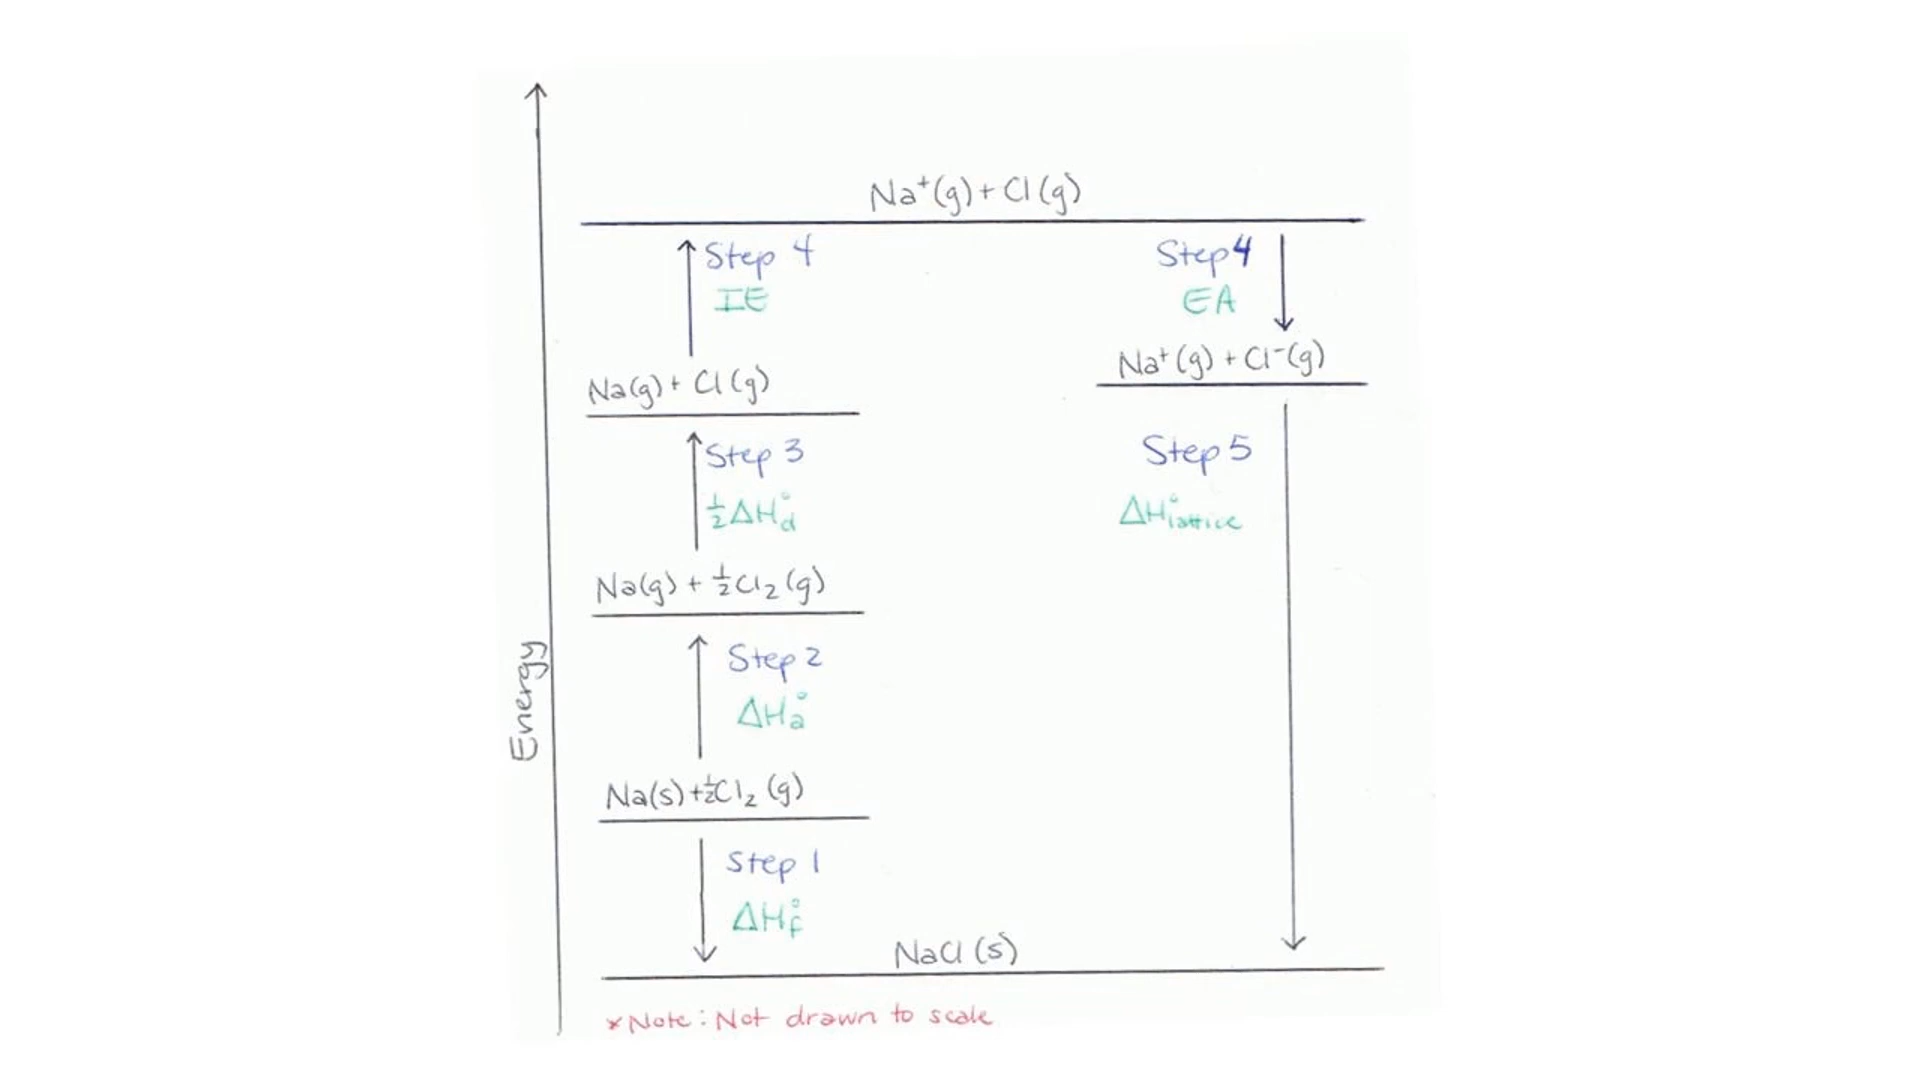 Na⁺(g) + Cl(g)
Step 4
IE
Step 4
EA
Na(g) + Cl(g)
Na⁺(g) + Cl⁻(g)
Step 3
½ΔH°d
Step 5
ΔH°lattice
Na(g) + ½Cl₂(g)
Step 2
ΔH°a
Energy
Na(s) + ½Cl₂ (g)
Step 1
ΔH°f
NaCl (s)
*Note: Not drawn to scale